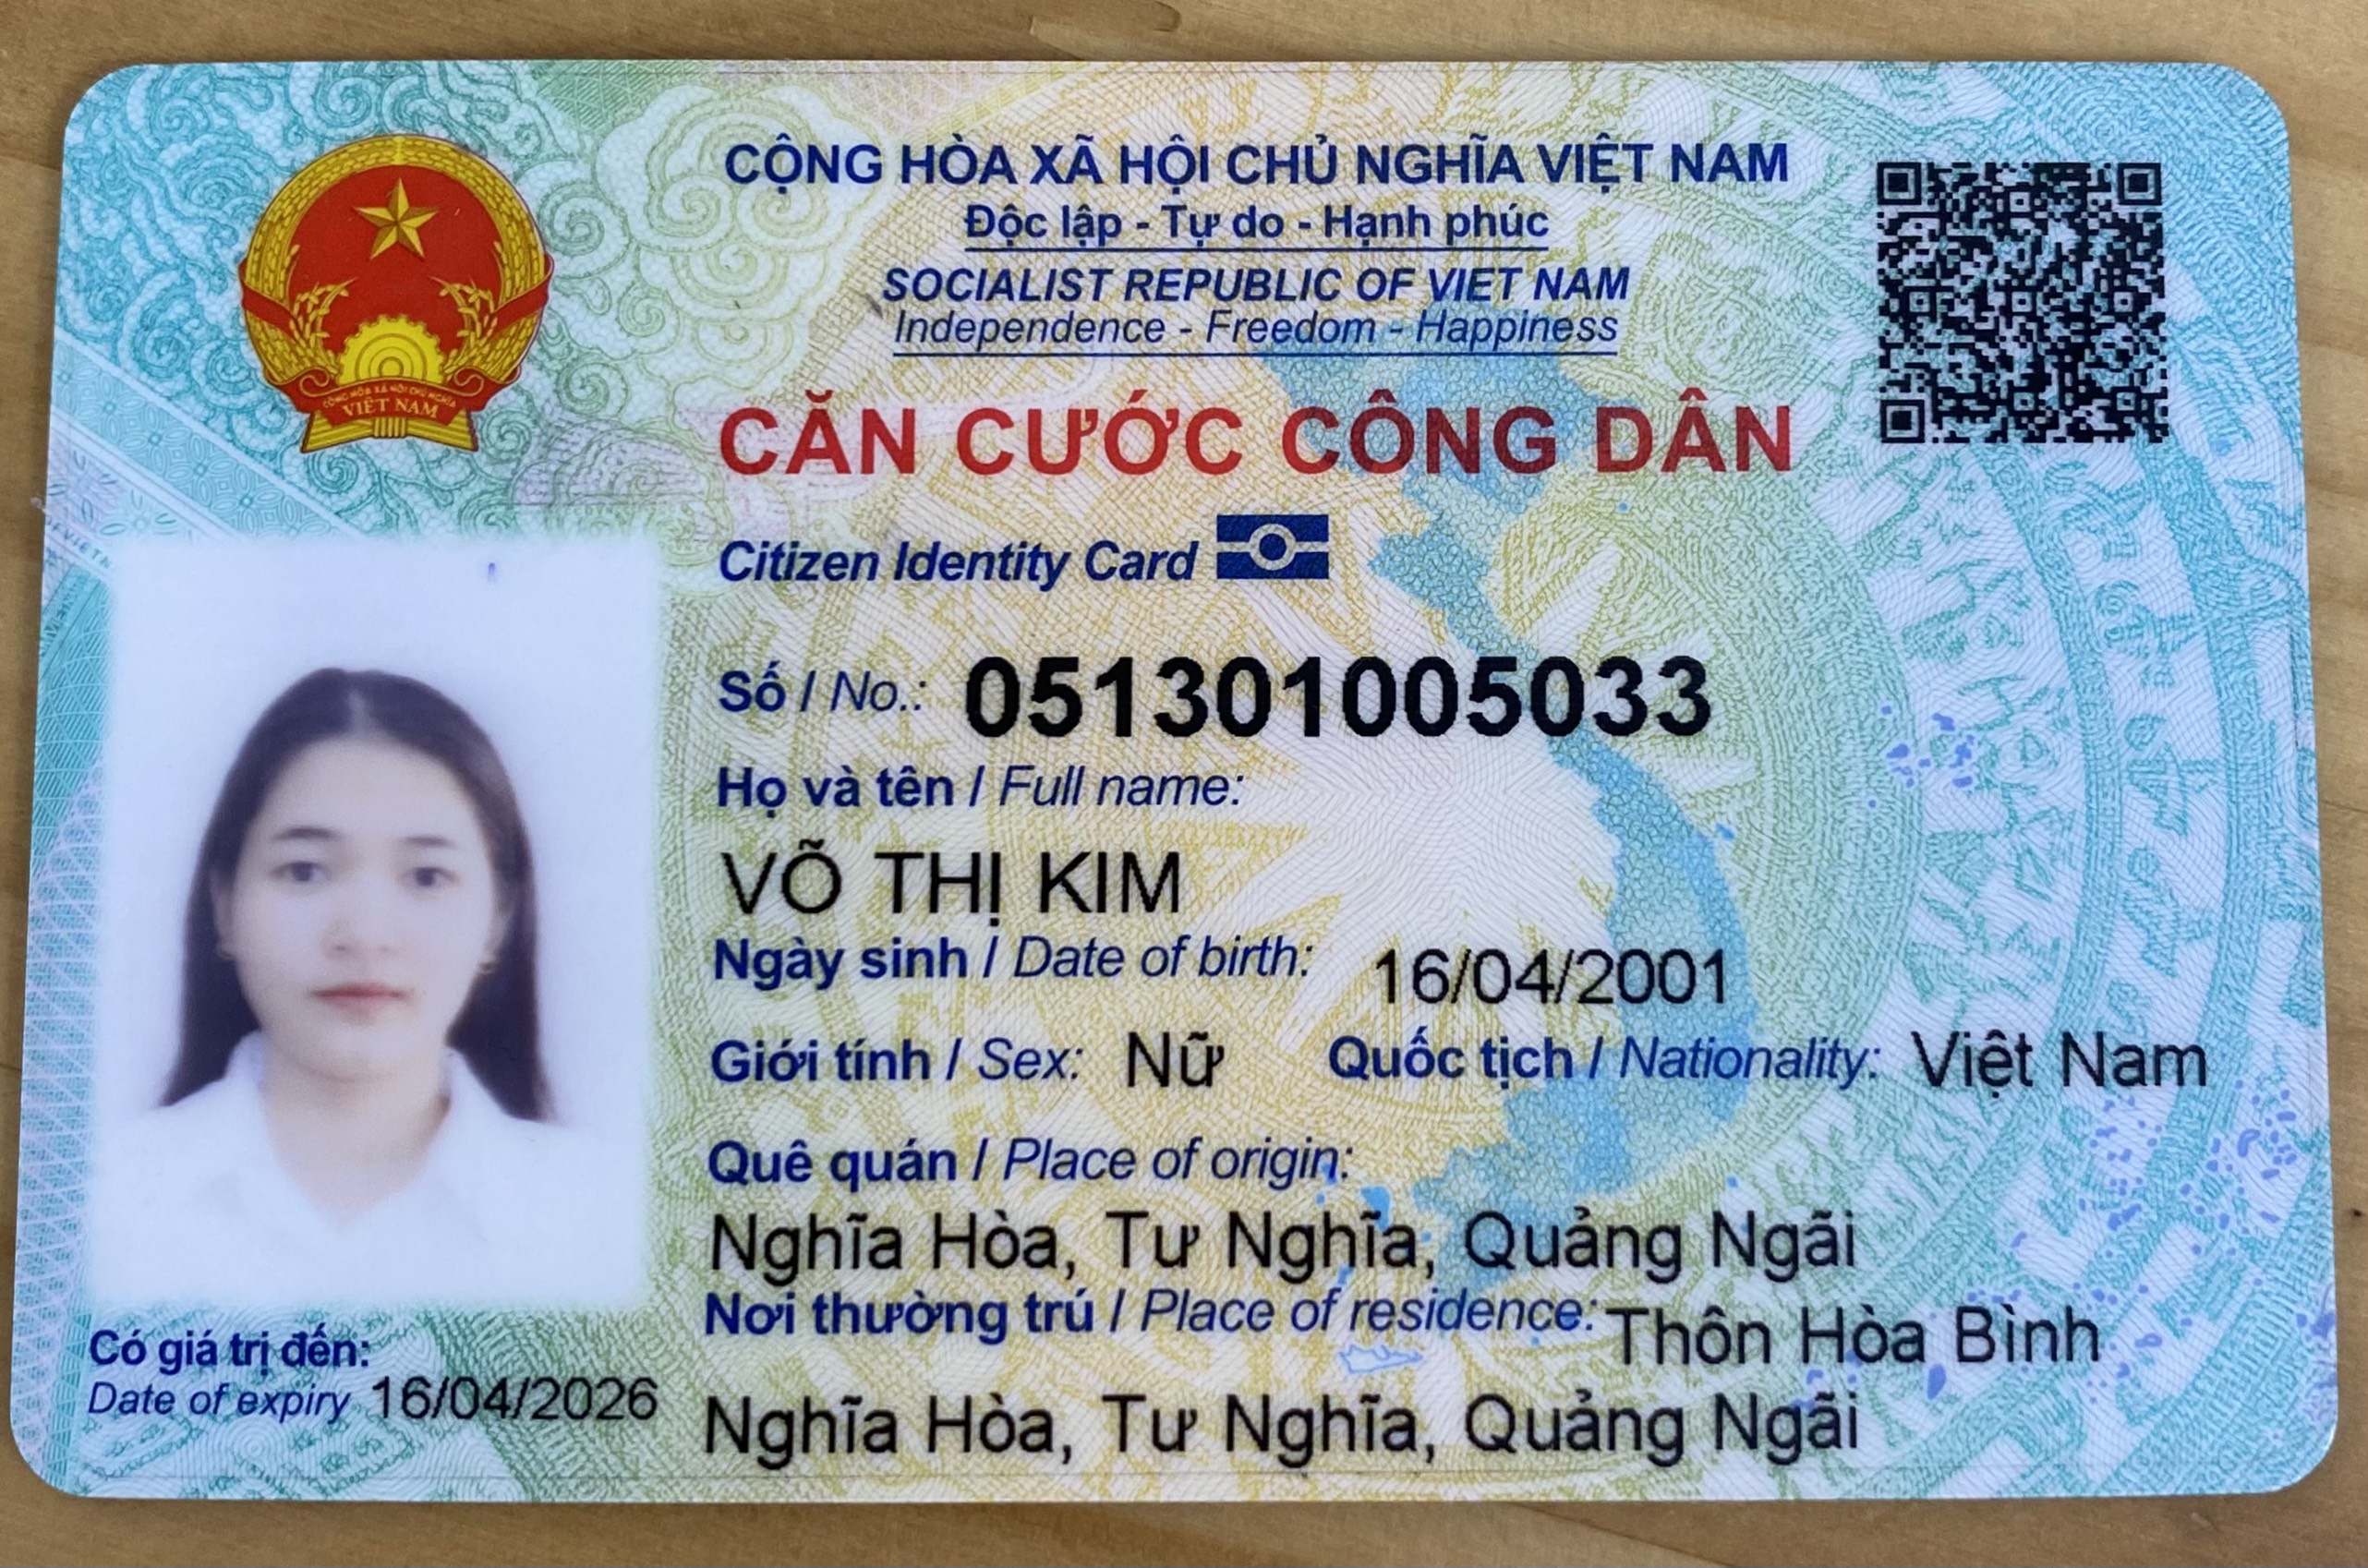 CỘNG HÒA XÃ HỘI CHỦ NGHĨA VIỆT NAM
Độc lập - Tự do - Hạnh phúc
SOCIALIST REPUBLIC OF VIET NAM
Independence - Freedom - Happiness
CỘNG HÒA XÃ HỘI CHỦ NGHĨA
VIỆT NAM
CĂN CƯỚC CÔNG DÂN
Citizen Identity Card
Số / No.: 051301005033
Họ và tên / Full name:
VÕ THỊ KIM
Ngày sinh / Date of birth: 16/04/2001
Giới tính / Sex: Nữ Quốc tịch / Nationality: Việt Nam
Quê quán / Place of origin:
Nghĩa Hòa, Tư Nghĩa, Quảng Ngãi
Nơi thường trú / Place of residence: Thôn Hòa Bình
Nghĩa Hòa, Tư Nghĩa, Quảng Ngãi
Có giá trị đến:
Date of expiry 16/04/2026